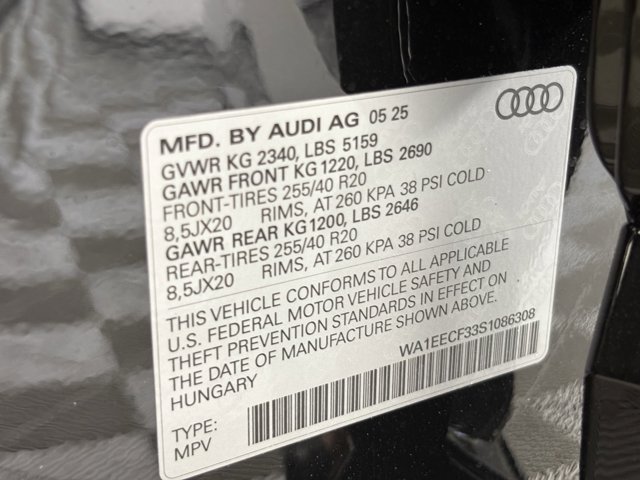 MFD. BY AUDI AG 05 25
GVWR KG 2340, LBS 5159
GAWR FRONT KG 1220, LBS 2690
FRONT-TIRES 255/40 R20
8,5JX20 RIMS, AT 260 KPA 38 PSI COLD
GAWR REAR KG1200, LBS 2646
REAR-TIRES 255/40 R20
8,5JX20 RIMS, AT 260 KPA 38 PSI COLD
THIS VEHICLE CONFORMS TO ALL APPLICABLE
U.S. FEDERAL MOTOR VEHICLE SAFETY AND
THEFT PREVENTION STANDARDS IN EFFECT ON
THE DATE OF MANUFACTURE SHOWN ABOVE.
HUNGARY
WA1EECF33S1086308
TYPE:
MPV